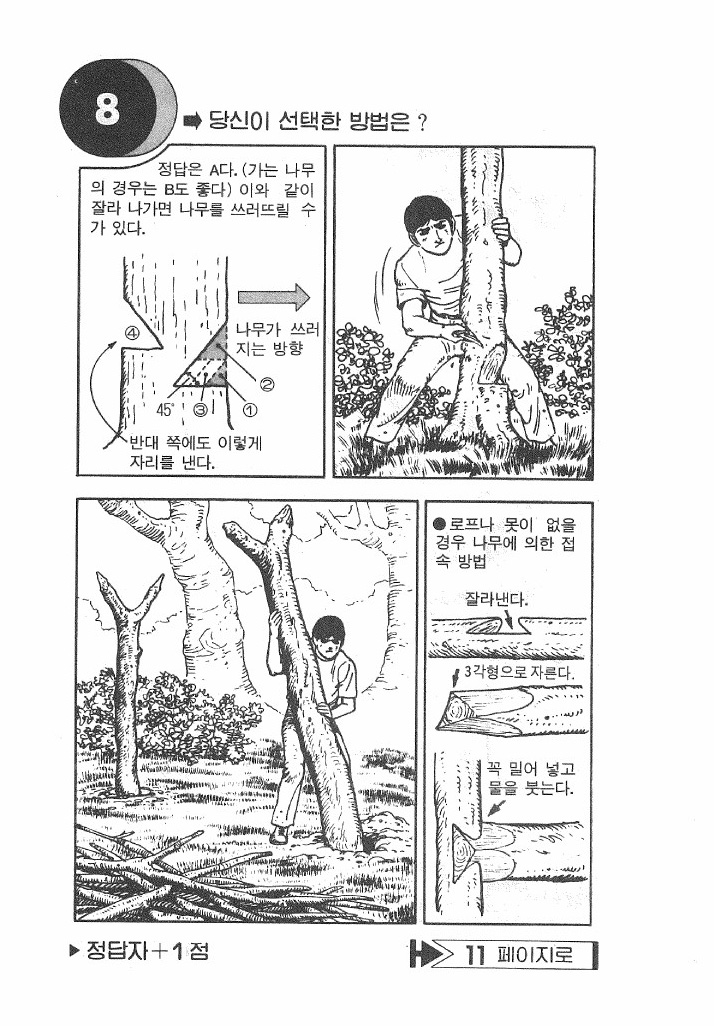 8
당신이 선택한 방법은?
정답은 A다. (가는 나무
의 경우는 B도 좋다) 이와 같이
잘라 나가면 나무를 쓰러뜨릴 수
가 있다.
④
나무가 쓰러
지는 방향
②
45° ③ ①
반대 쪽에도 이렇게
자리를 낸다.
●로프나 못이 없을
경우 나무에 의한 접
속 방법
잘라낸다.
3각형으로 자른다.
꼭 밀어 넣고
물을 붓는다.
▶정답자+1점
11 페이지로